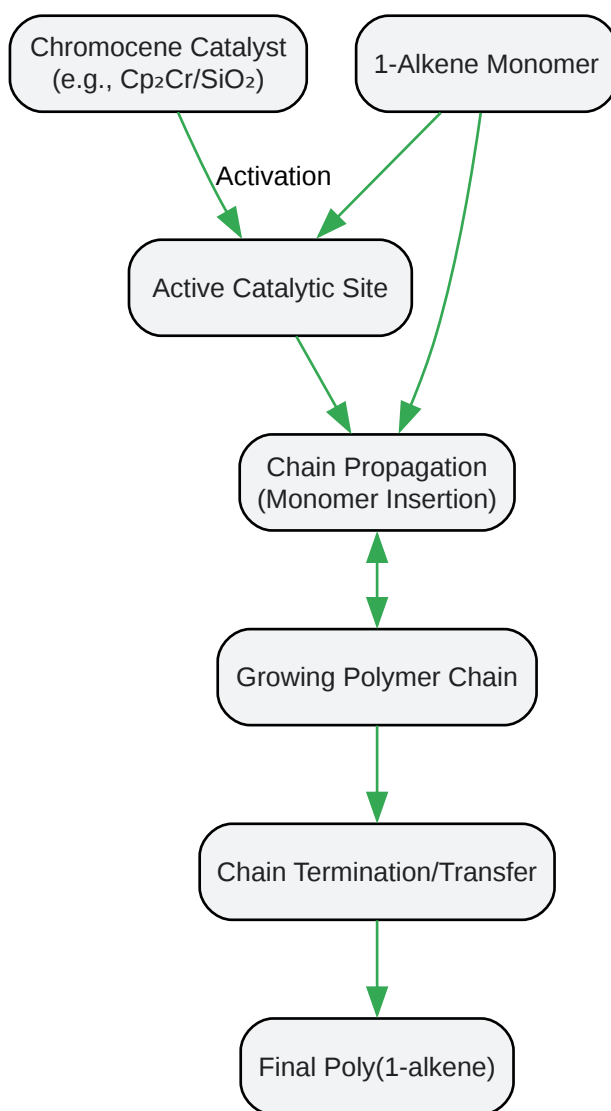 Chromocene Catalyst
(e.g., Cp₂Cr/SiO₂)
1-Alkene Monomer
Activation
Active Catalytic Site
Chain Propagation
(Monomer Insertion)
Growing Polymer Chain
Chain Termination/Transfer
Final Poly(1-alkene)